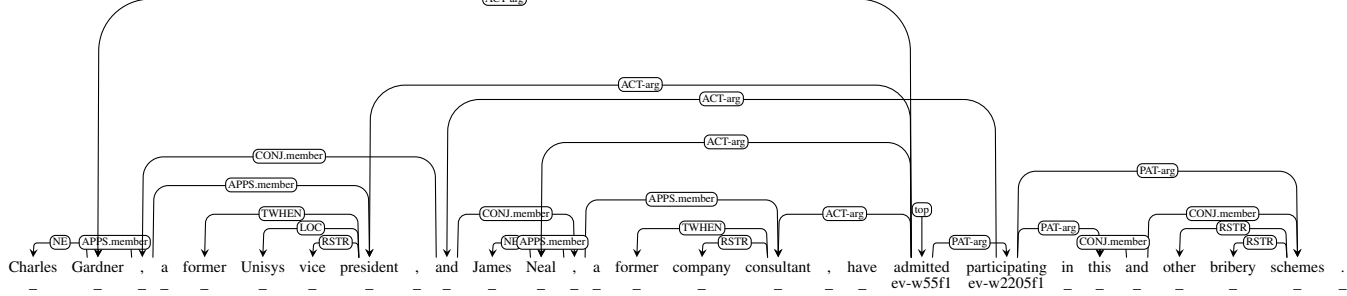 ACT-arg
ACT-arg
ACT-arg
ACT-arg
CONJ.member
PAT-arg
APPS.member
APPS.member
TWHEN CONJ.member ACT-arg top CONJ.member
LOC TWHEN PAT-arg RSTR
NE APPS.member RSTR NE APPS.member RSTR PAT-arg CONJ.member RSTR
Charles Gardner , a former Unisys vice president , and James Neal , a former company consultant , have admitted participating in this and other bribery schemes .
_ _ _ _ _ _ _ _ _ _ _ _ _ _ _ _ _ _ _ ev-w55f1 ev-w2205f1 _ _ _ _ _ _ _